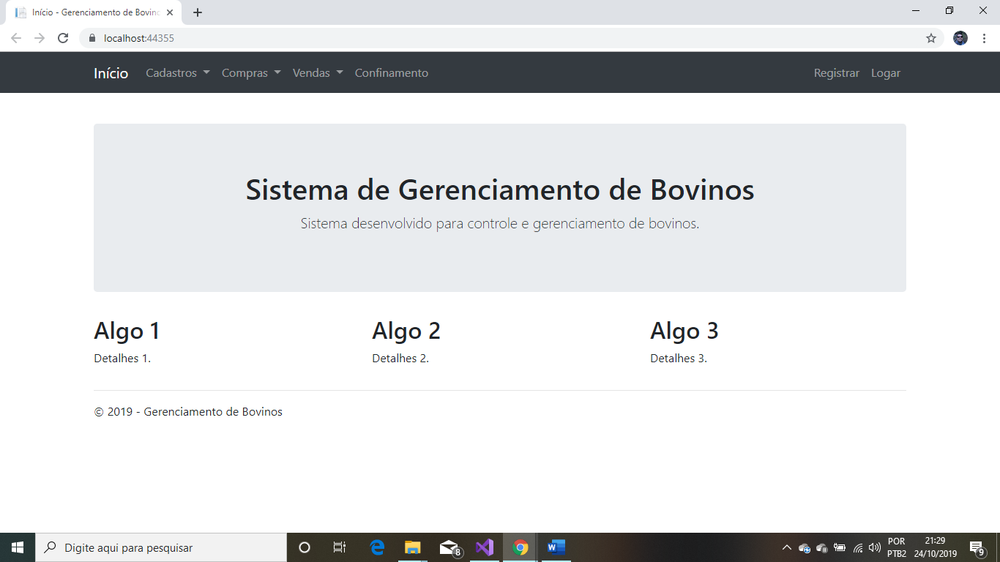 Início - Gerenciamento de Bovinc
localhost:44355
Início Cadastros Compras Vendas Confinamento Registrar Logar
Sistema de Gerenciamento de Bovinos
Sistema desenvolvido para controle e gerenciamento de bovinos.
Algo 1 Algo 2 Algo 3
Detalhes 1. Detalhes 2. Detalhes 3.
© 2019 - Gerenciamento de Bovinos
Digite aqui para pesquisar
8
POR
PTB2
21:29
24/10/2019
9